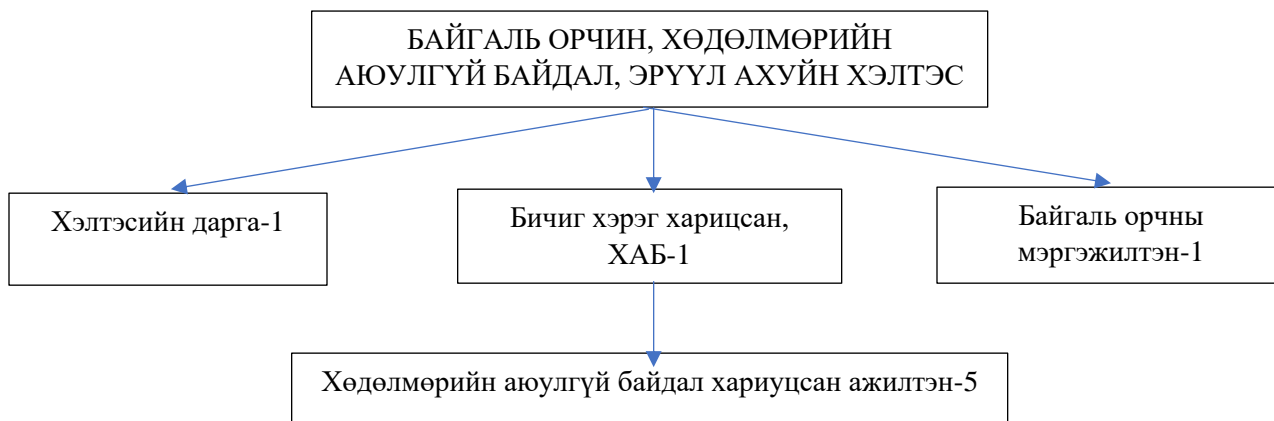 БАЙГАЛЬ ОРЧИН, ХӨДӨЛМӨРИЙН
АЮУЛГҮЙ БАЙДАЛ, ЭРҮҮЛ АХУЙН ХЭЛТЭС
Хэлтэсийн дарга-1
Бичиг хэрэг харицсан,
ХАБ-1
Байгаль орчны
мэргэжилтэн-1
Хөдөлмөрийн аюулгүй байдал хариуцсан ажилтэн-5